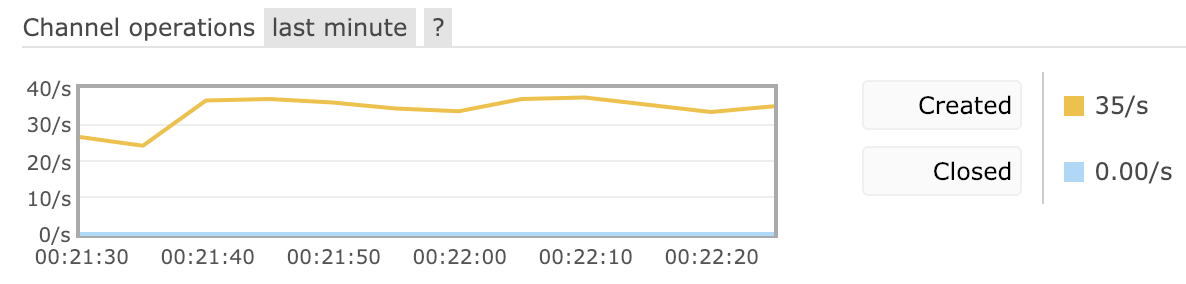 Channel operations last minute ?
40/s
30/s
20/s
10/s
0/s
00:21:30 00:21:40 00:21:50 00:22:00 00:22:10 00:22:20
Created 35/s
Closed 0.00/s